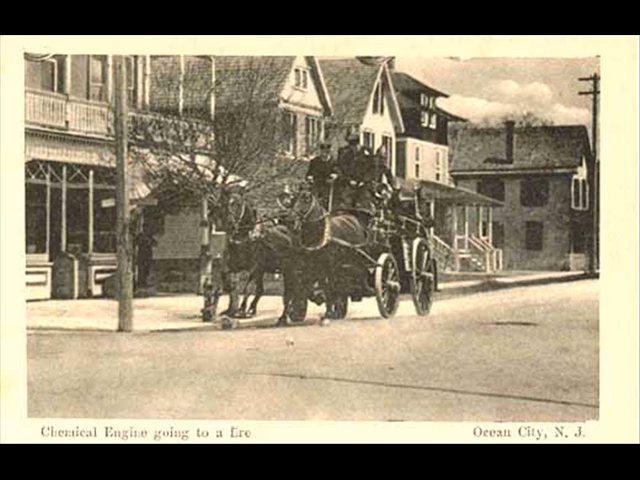 Chemical Engine going to a fire
Ocean City, N. J.